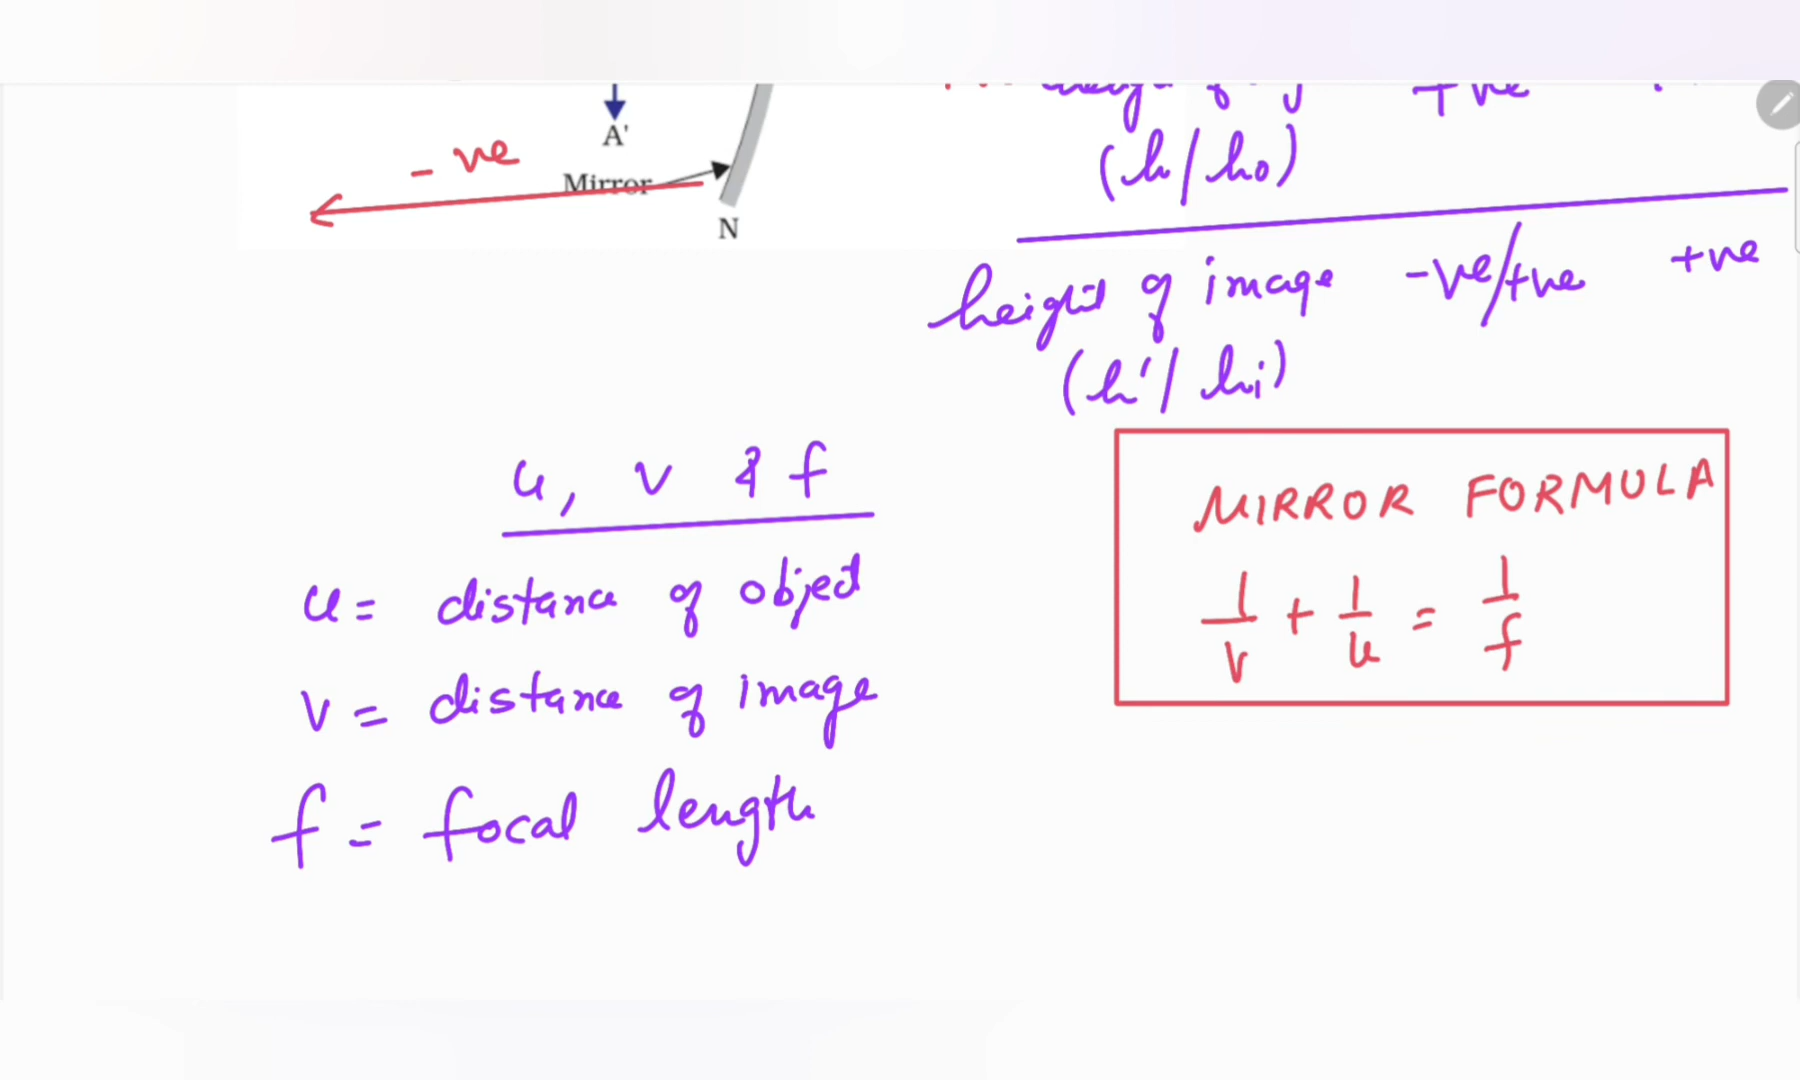 +ve
(h/ho)
A'
- ve
Mirror
N
height of image -ve/+ve +ve
(h'/hi)
u, v & f
u = distance of object
v = distance of image
f = focal length
MIRROR FORMULA
1/v + 1/u = 1/f